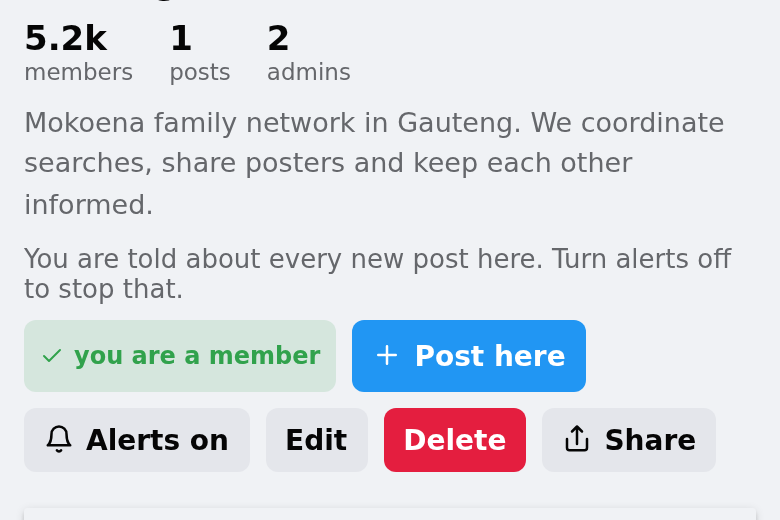 5.2k 1 2
members posts admins
Mokoena family network in Gauteng. We coordinate
searches, share posters and keep each other
informed.
You are told about every new post here. Turn alerts off
to stop that.
you are a member Post here
Alerts on Edit Delete Share